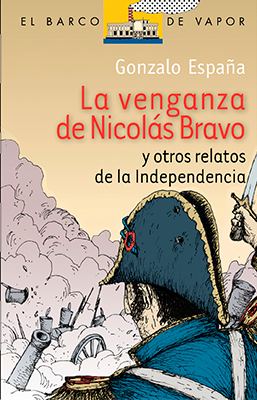 EL BARCO DE VAPOR
Gonzalo España
La venganza
de Nicolás Bravo
y otros relatos
de la Independencia